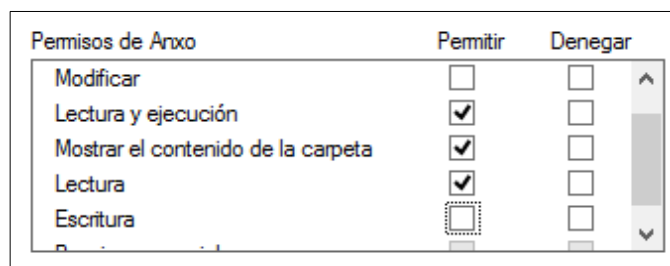 Permisos de Anxo Permitir Denegar
Modificar
Lectura y ejecución
Mostrar el contenido de la carpeta
Lectura
Escritura